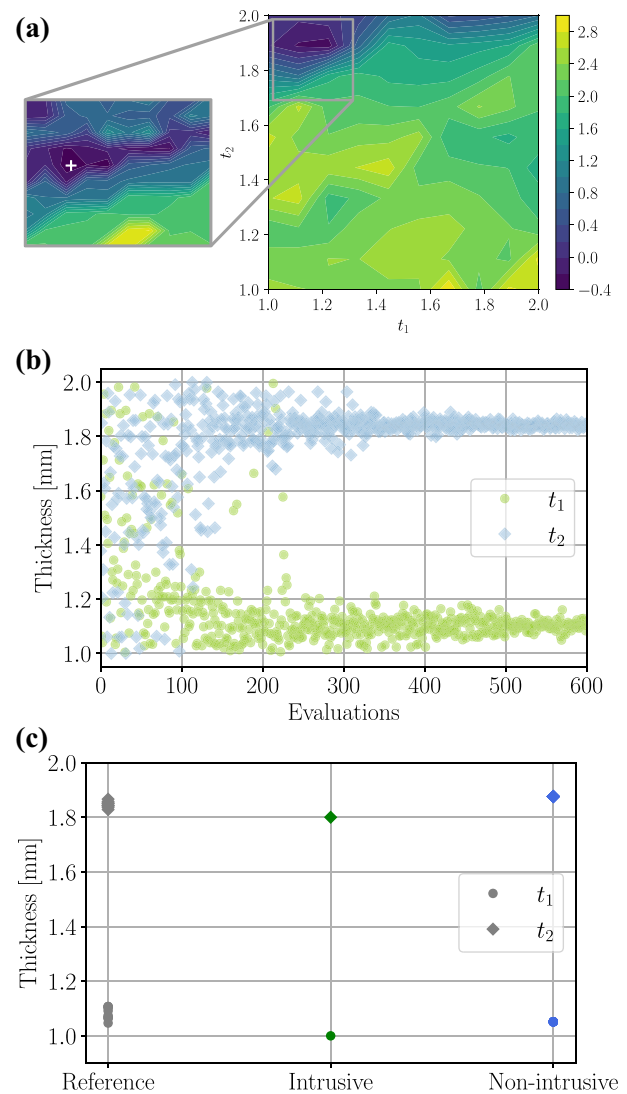 (a)
2.0
1.8
1.6
1.4
1.2
1.0
t₂
1.0 1.2 1.4 1.6 1.8 2.0
t₁
2.8
2.4
2.0
1.6
1.2
0.8
0.4
0.0
−0.4
(b)
2.0
1.8
1.6
1.4
1.2
1.0
Thickness [mm]
t₁
t₂
0 100 200 300 400 500 600
Evaluations
(c)
2.0
1.8
1.6
1.4
1.2
1.0
Thickness [mm]
t₁
t₂
Reference Intrusive Non-intrusive